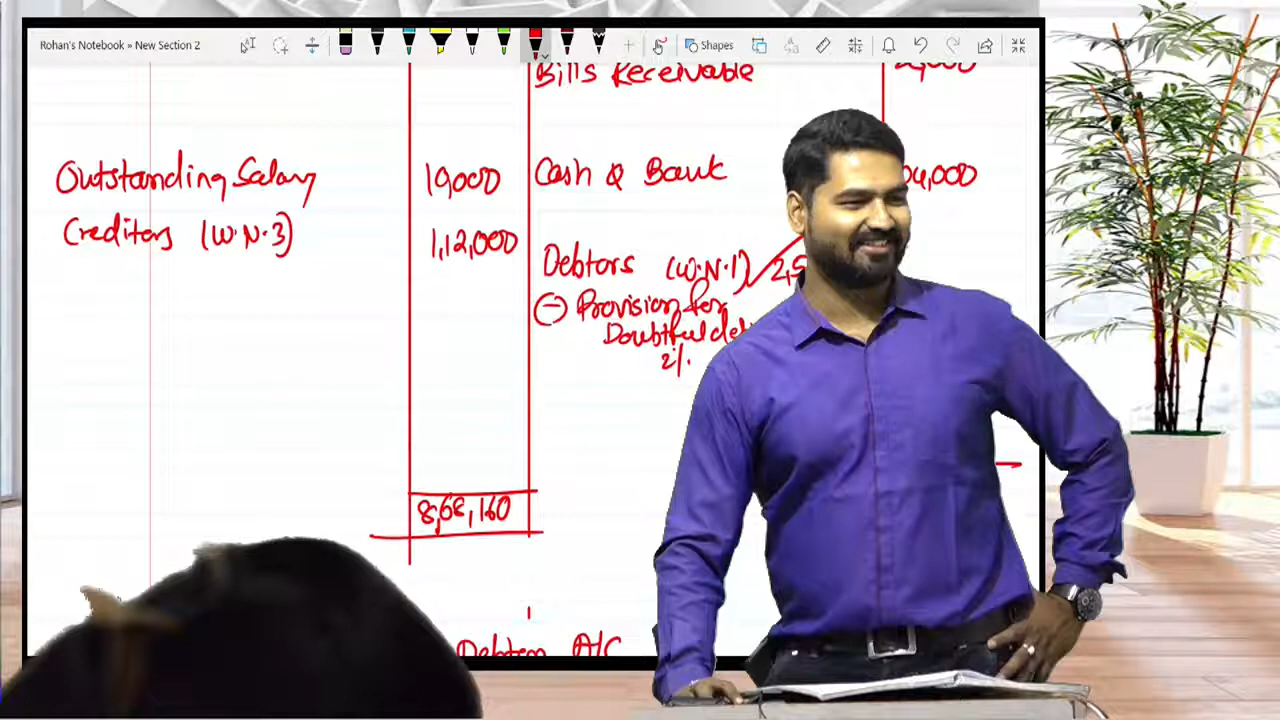 Rohan's Notebook » New Section 2
Shapes
Bills Receivable
Outstanding Salary 10,000 Cash & Bank
Creditors (W.N.3) 1,12,000
Debtors (W.N.1)
(-) Provision for
Doubtful
2%
8,68,160
Debtors A/C